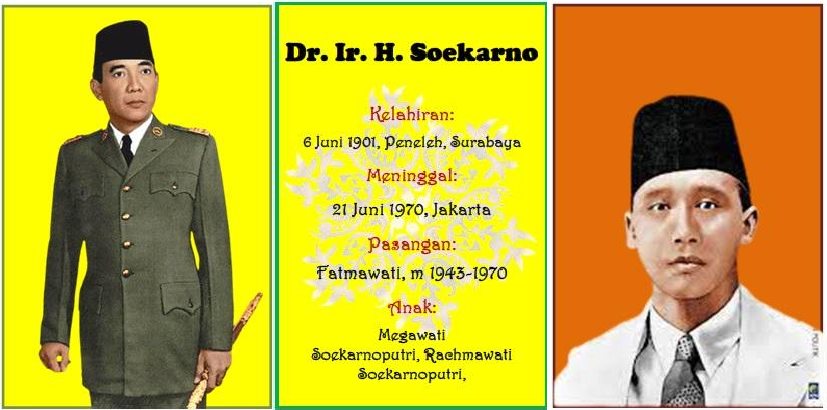 Dr. Ir. H. Soekarno
Kelahiran:
6 Juni 1901, Peneleh, Surabaya
Meninggal:
21 Juni 1970, Jakarta
Pasangan:
Fatmawati, m 1943-1970
Anak:
Megawati
Soekarnoputri, Rachmawati
Soekarnoputri,
POLITIK